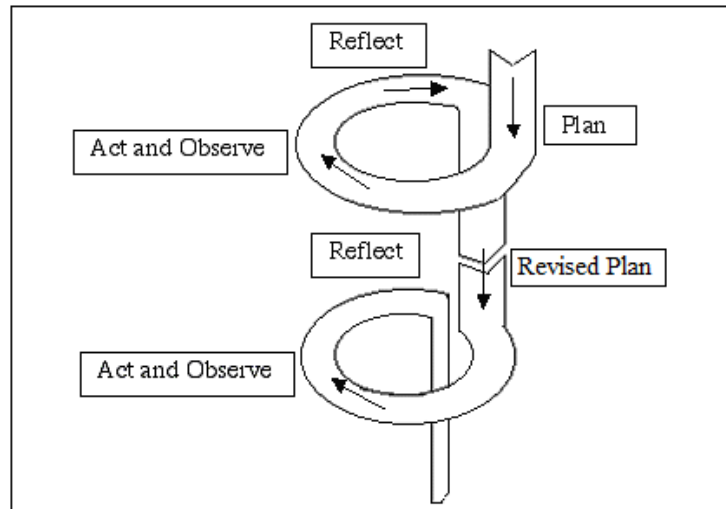 Reflect
Plan
Act and Observe
Reflect
Revised Plan
Act and Observe